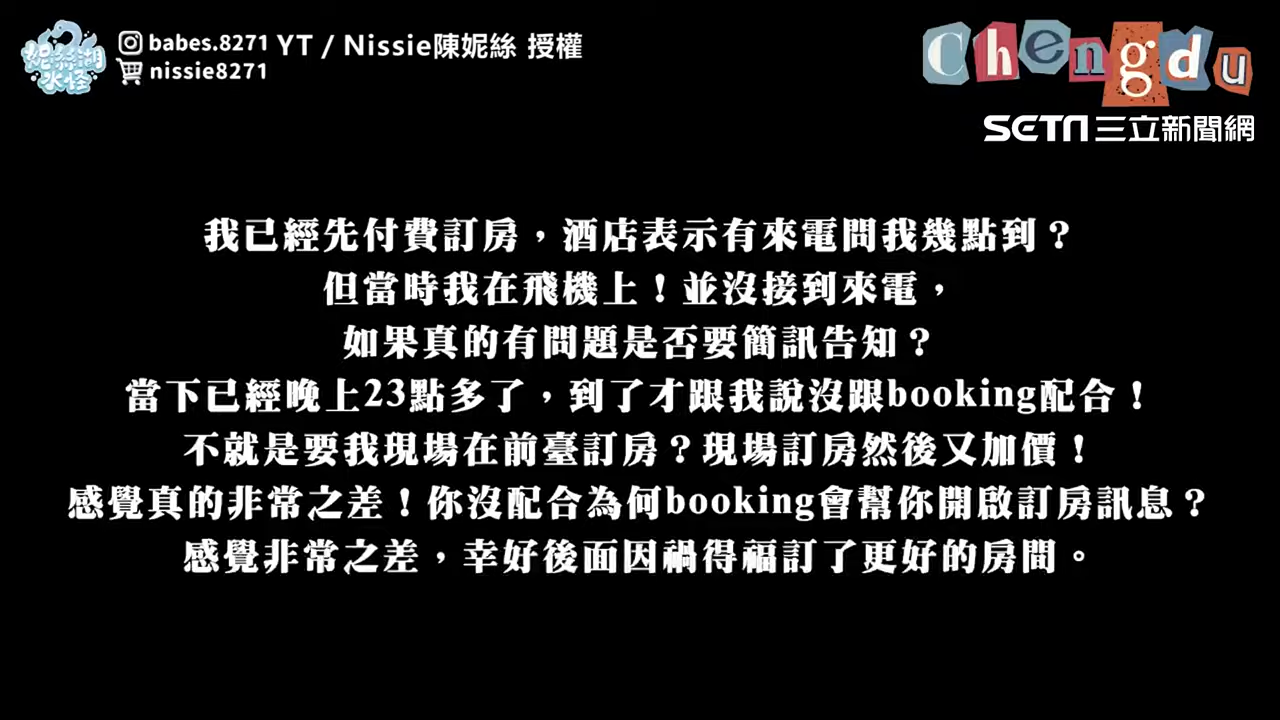 妮絲湖水怪
babes.8271 YT / Nissie陳妮絲 授權
nissie8271
Chengdu
SETN 三立新聞網
我已經先付費訂房，酒店表示有來電問我幾點到？
但當時我在飛機上！並沒接到來電，
如果真的有問題是否要簡訊告知？
當下已經晚上23點多了，到了才跟我說沒跟booking配合！
不就是要我現場在前臺訂房？現場訂房然後又加價！
感覺真的非常之差！你沒配合為何booking會幫你開啟訂房訊息？
感覺非常之差，幸好後面因禍得福訂了更好的房間。